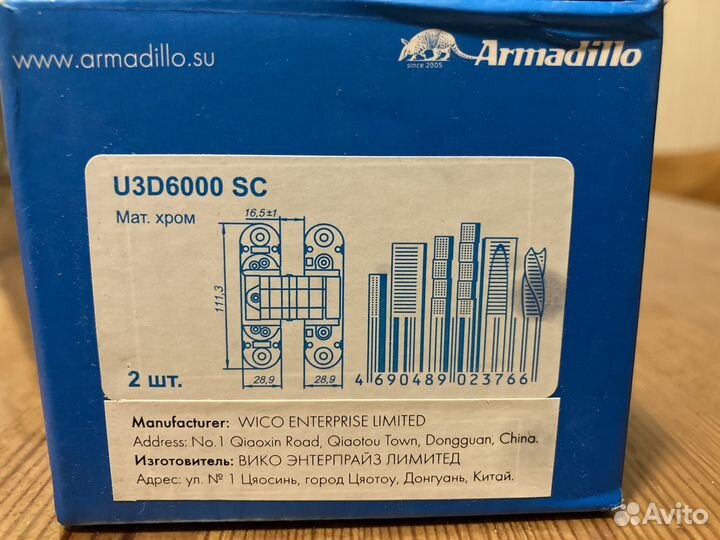 www.armadillo.su
Armadillo
since 2005
U3D6000 SC
Мат. хром
16,5±1
111,3
28,9 28,9
2 шт.
4 690489 023766
Manufacturer: WICO ENTERPRISE LIMITED
Address: No.1 Qiaoxin Road, Qiaotou Town, Dongguan, China.
Изготовитель: ВИКО ЭНТЕРПРАЙЗ ЛИМИТЕД
Адрес: ул. № 1 Цяосинь, город Цяотоу, Донгуань, Китай.
Avito